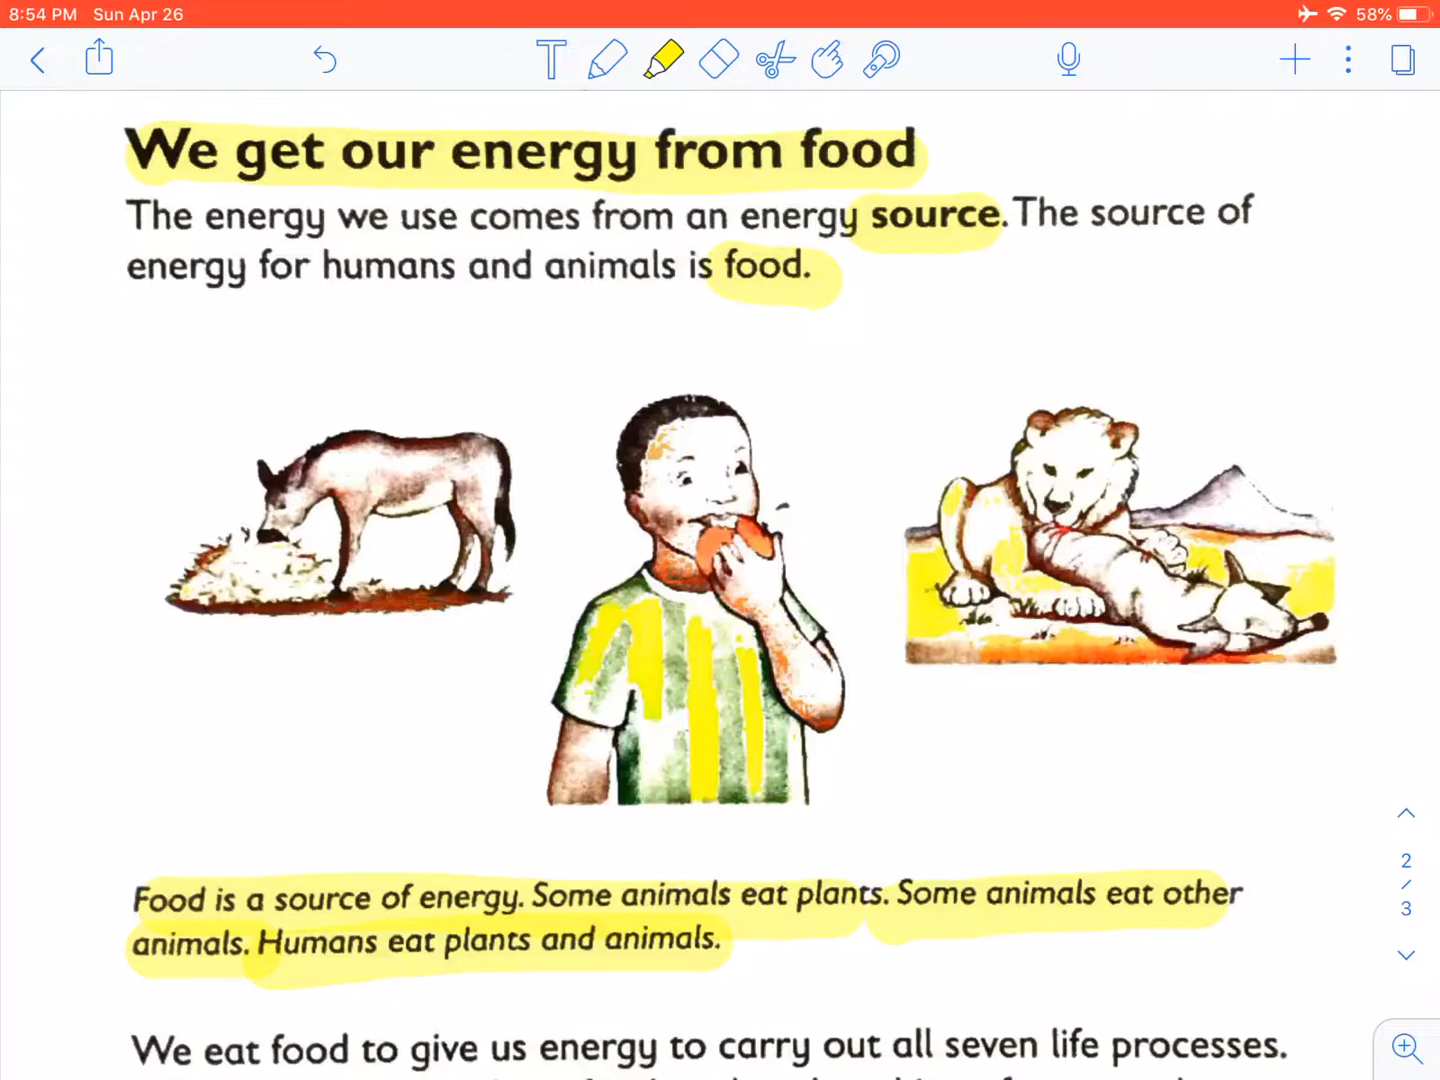 8:54 PM Sun Apr 26 58%
We get our energy from food
The energy we use comes from an energy source. The source of
energy for humans and animals is food.
Food is a source of energy. Some animals eat plants. Some animals eat other
animals. Humans eat plants and animals.
2
/
3
We eat food to give us energy to carry out all seven life processes.